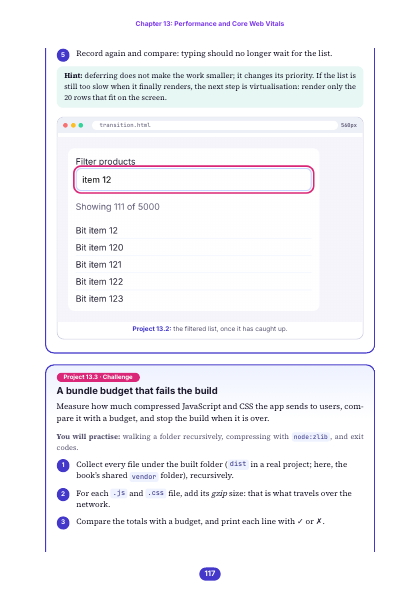 Chapter 13: Performance and Core Web Vitals
5 Record again and compare: typing should no longer wait for the list.
Hint: deferring does not make the work smaller; it changes its priority. If the list is
still too slow when it finally renders, the next step is virtualisation: render only the
20 rows that fit on the screen.
transition.html 560px
Filter products
item 12
Showing 111 of 5000
Bit item 12
Bit item 120
Bit item 121
Bit item 122
Bit item 123
Project 13.2: the filtered list, once it has caught up.
Project 13.3 · Challenge
A bundle budget that fails the build
Measure how much compressed JavaScript and CSS the app sends to users, com-
pare it with a budget, and stop the build when it is over.
You will practise: walking a folder recursively, compressing with node:zlib, and exit
codes.
1 Collect every file under the built folder (dist in a real project; here, the
book's shared vendor folder), recursively.
2 For each .js and .css file, add its gzip size: that is what travels over the
network.
3 Compare the totals with a budget, and print each line with ✓ or ✗.
117